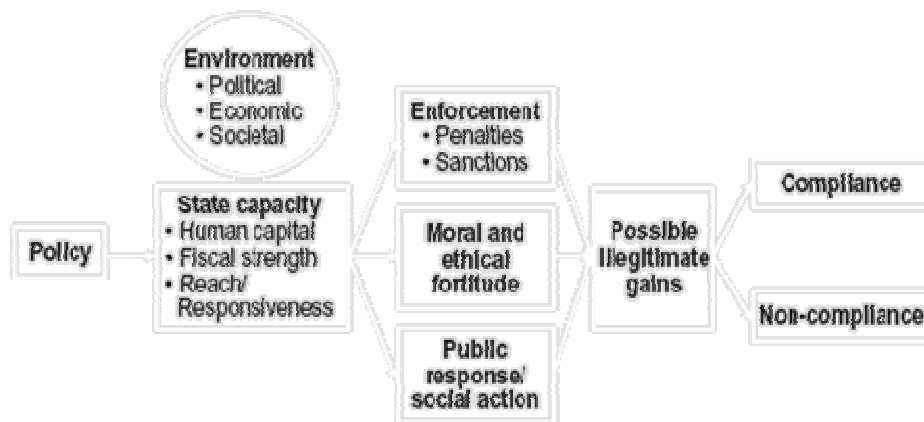 Environment
• Political
• Economic
• Societal
Policy
State capacity
• Human capital
• Fiscal strength
• Reach/
Responsiveness
Enforcement
• Penalties
• Sanctions
Moral and
ethical
fortitude
Public
response/
social action
Possible
illegitimate
gains
Compliance
Non-compliance